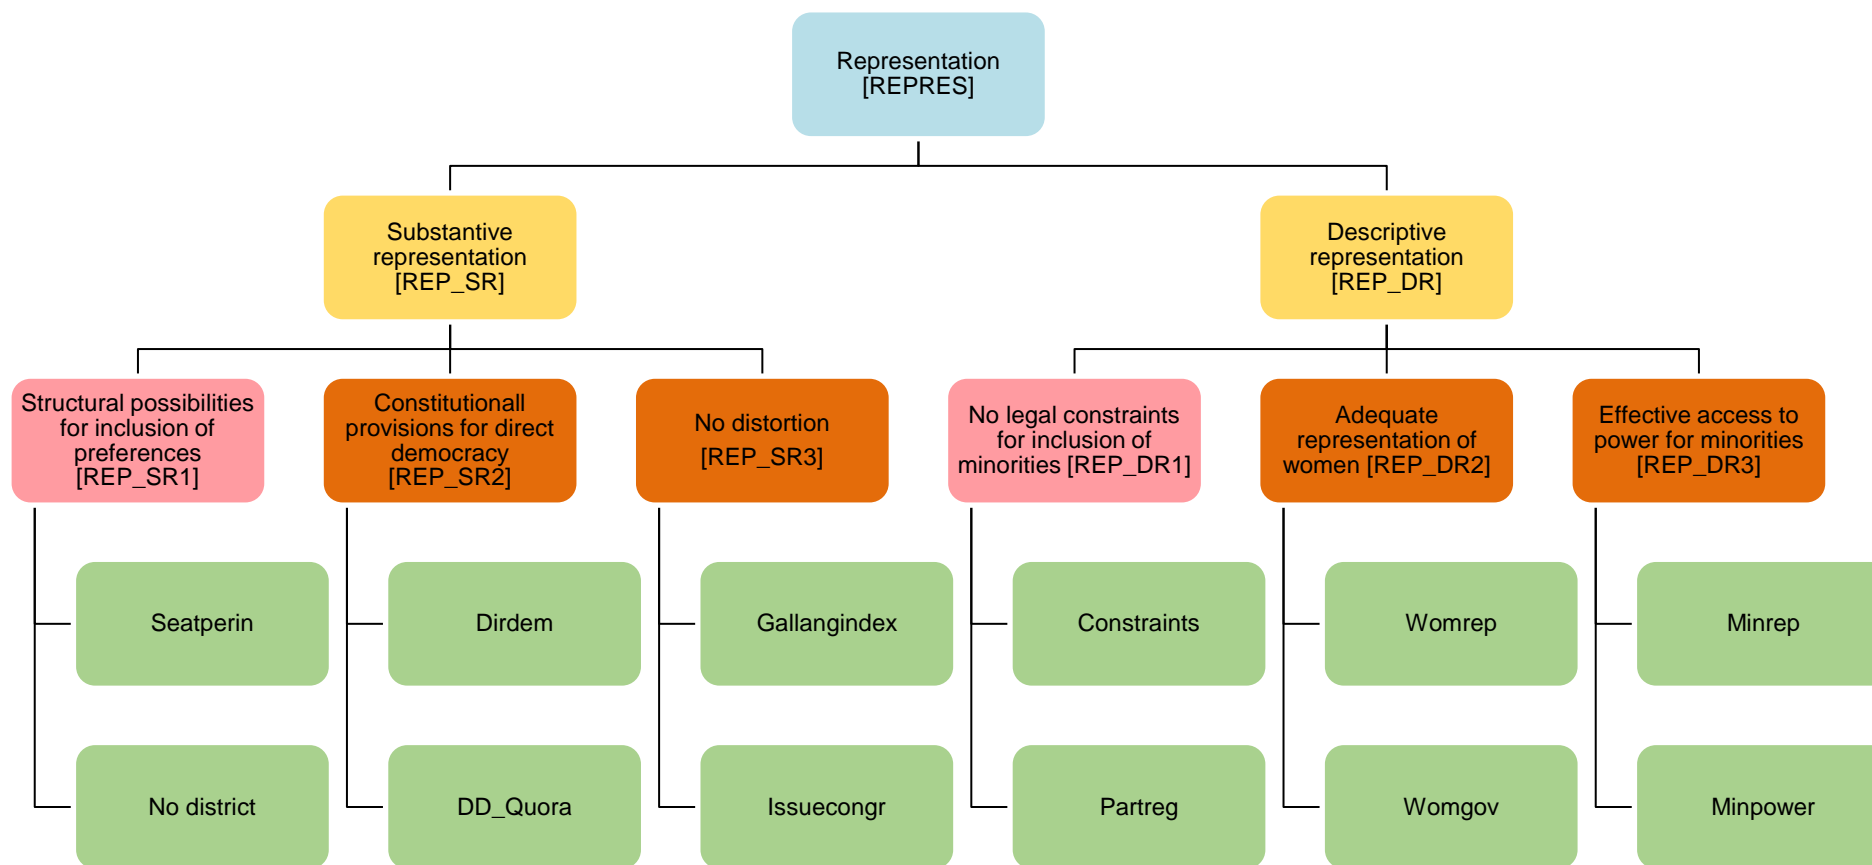 Representation
[REPRES]
Substantive
representation
[REP_SR]
Descriptive
representation
[REP_DR]
Structural possibilities
for inclusion of
preferences
[REP_SR1]
Constitutionall
provisions for direct
democracy
[REP_SR2]
No distortion
[REP_SR3]
No legal constraints
for inclusion of
minorities [REP_DR1]
Adequate
representation of
women [REP_DR2]
Effective access to
power for minorities
[REP_DR3]
Seatperin
Dirdem
Gallangindex
Constraints
Womrep
Minrep
No district
DD_Quora
Issuecongr
Partreg
Womgov
Minpower